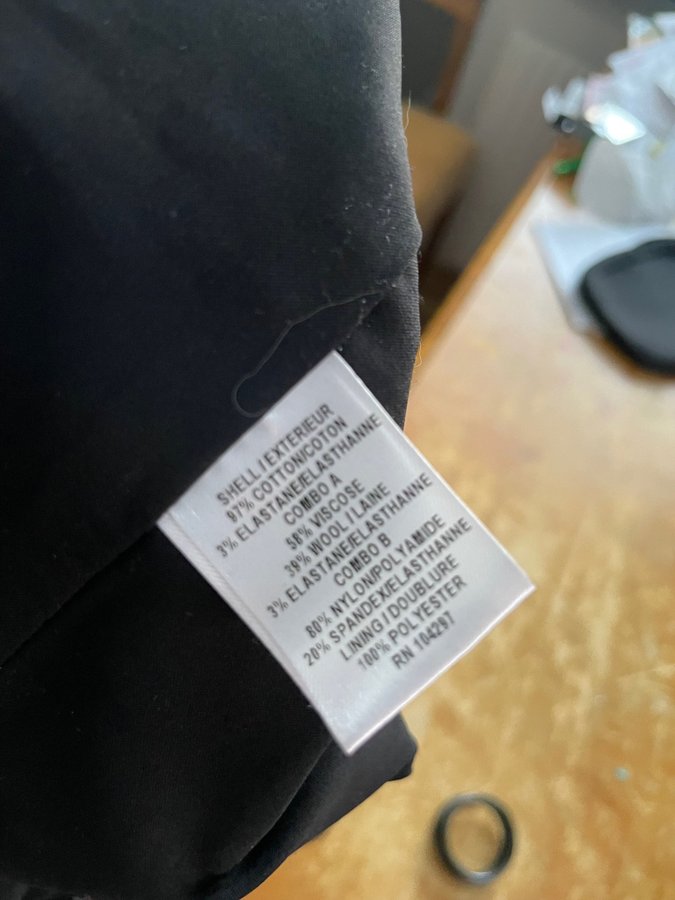 SHELL / EXTERIEUR
97% COTTON/COTON
3% ELASTANE/ELASTHANNE
COMBO A
58% VISCOSE
39% WOOL / LAINE
3% ELASTANE/ELASTHANNE
COMBO B
80% NYLON/POLYAMIDE
20% SPANDEX/ELASTHANNE
LINING / DOUBLURE
100% POLYESTER
RN 104297